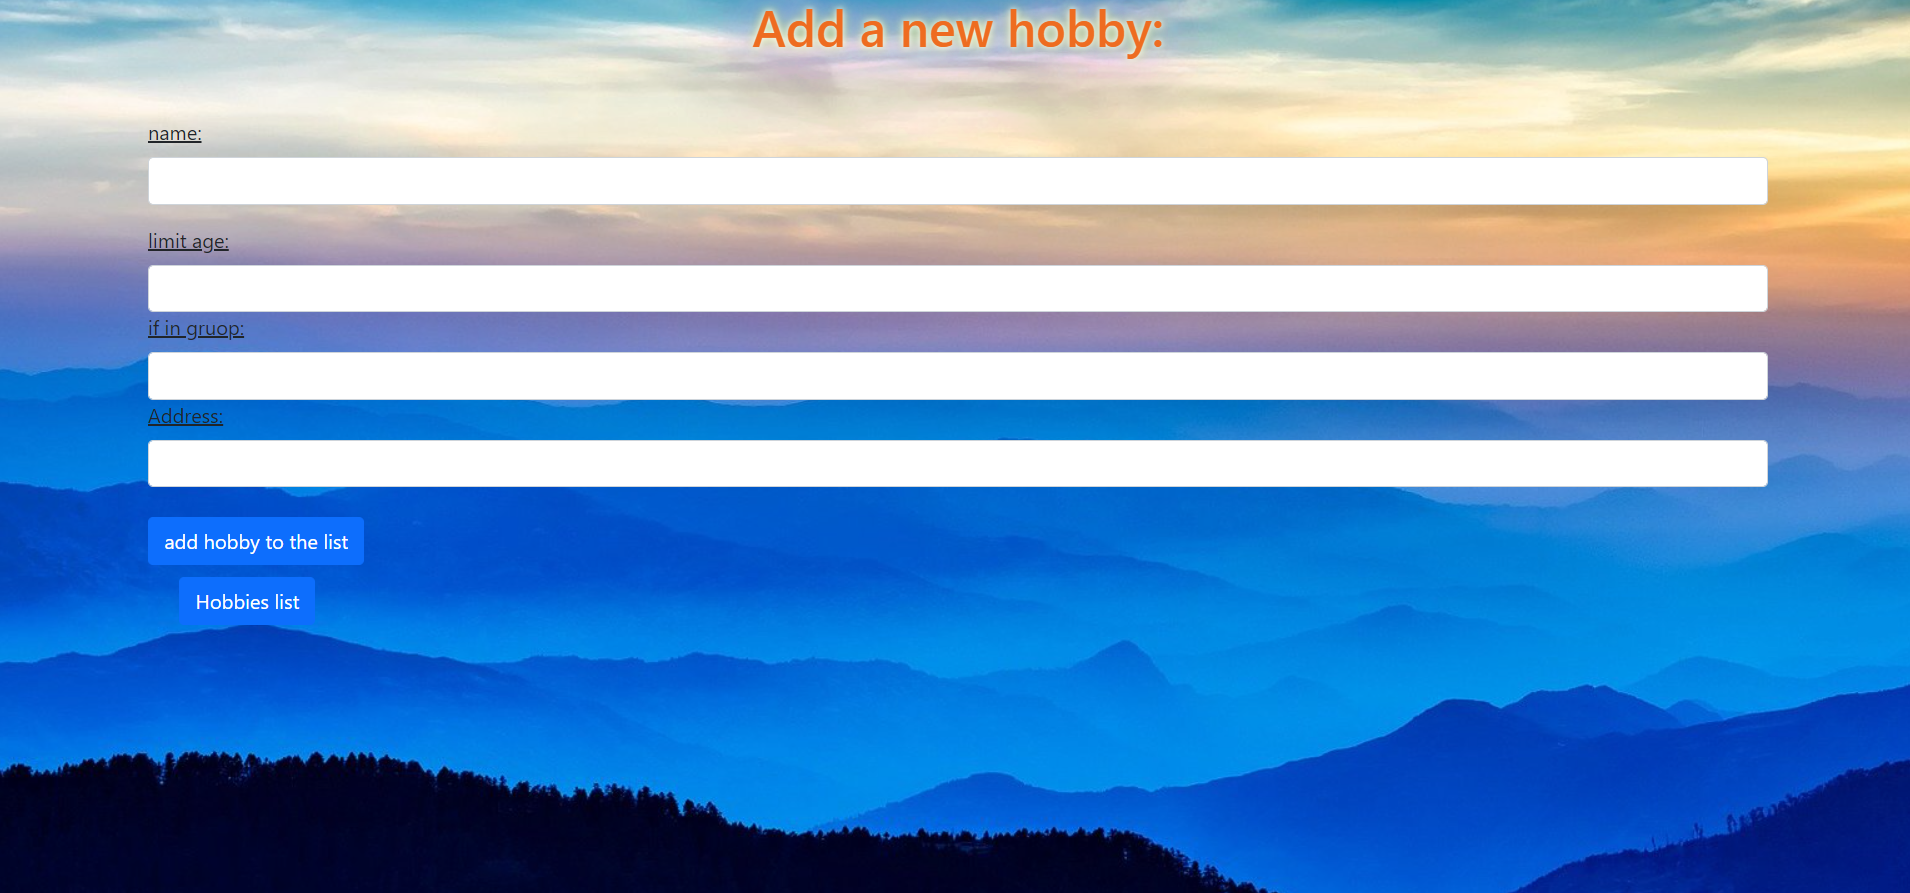 Add a new hobby:
name:
limit age:
if in gruop:
Address:
add hobby to the list
Hobbies list